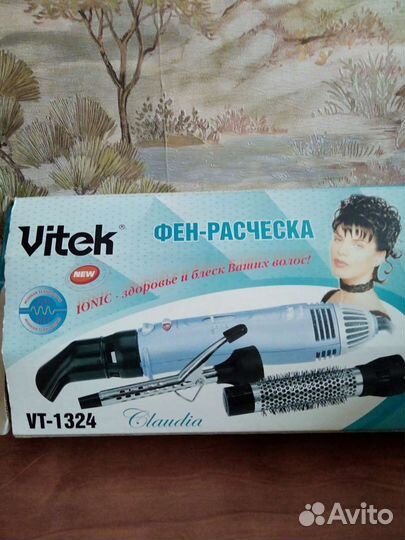 Vitek®
ФЕН-РАСЧЕСКА
NEW
IONIC - здоровье и блеск Ваших волос!
VT-1324
Claudia
Avito